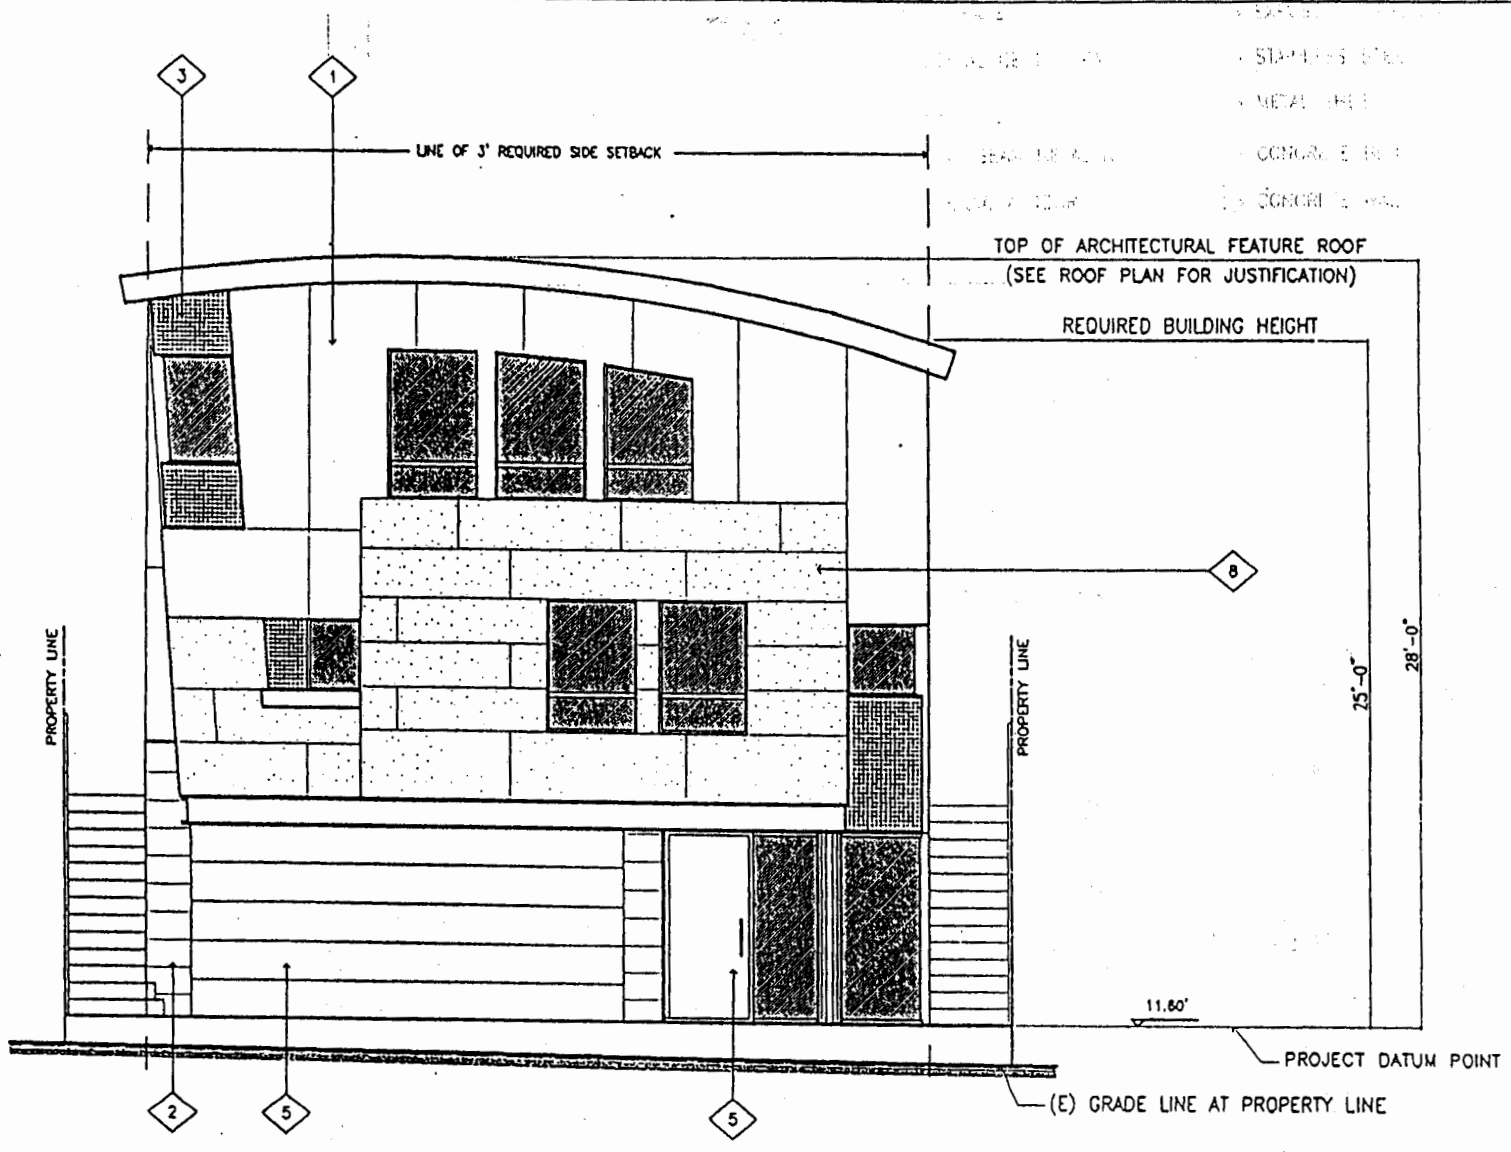 3
1
LINE OF 3' REQUIRED SIDE SETBACK
CONCRETE
TOP OF ARCHITECTURAL FEATURE ROOF
(SEE ROOF PLAN FOR JUSTIFICATION)
REQUIRED BUILDING HEIGHT
8
PROPERTY LINE
PROPERTY LINE
25'-0"
28'-0"
11.60'
PROJECT DATUM POINT
(E) GRADE LINE AT PROPERTY LINE
2
5
5